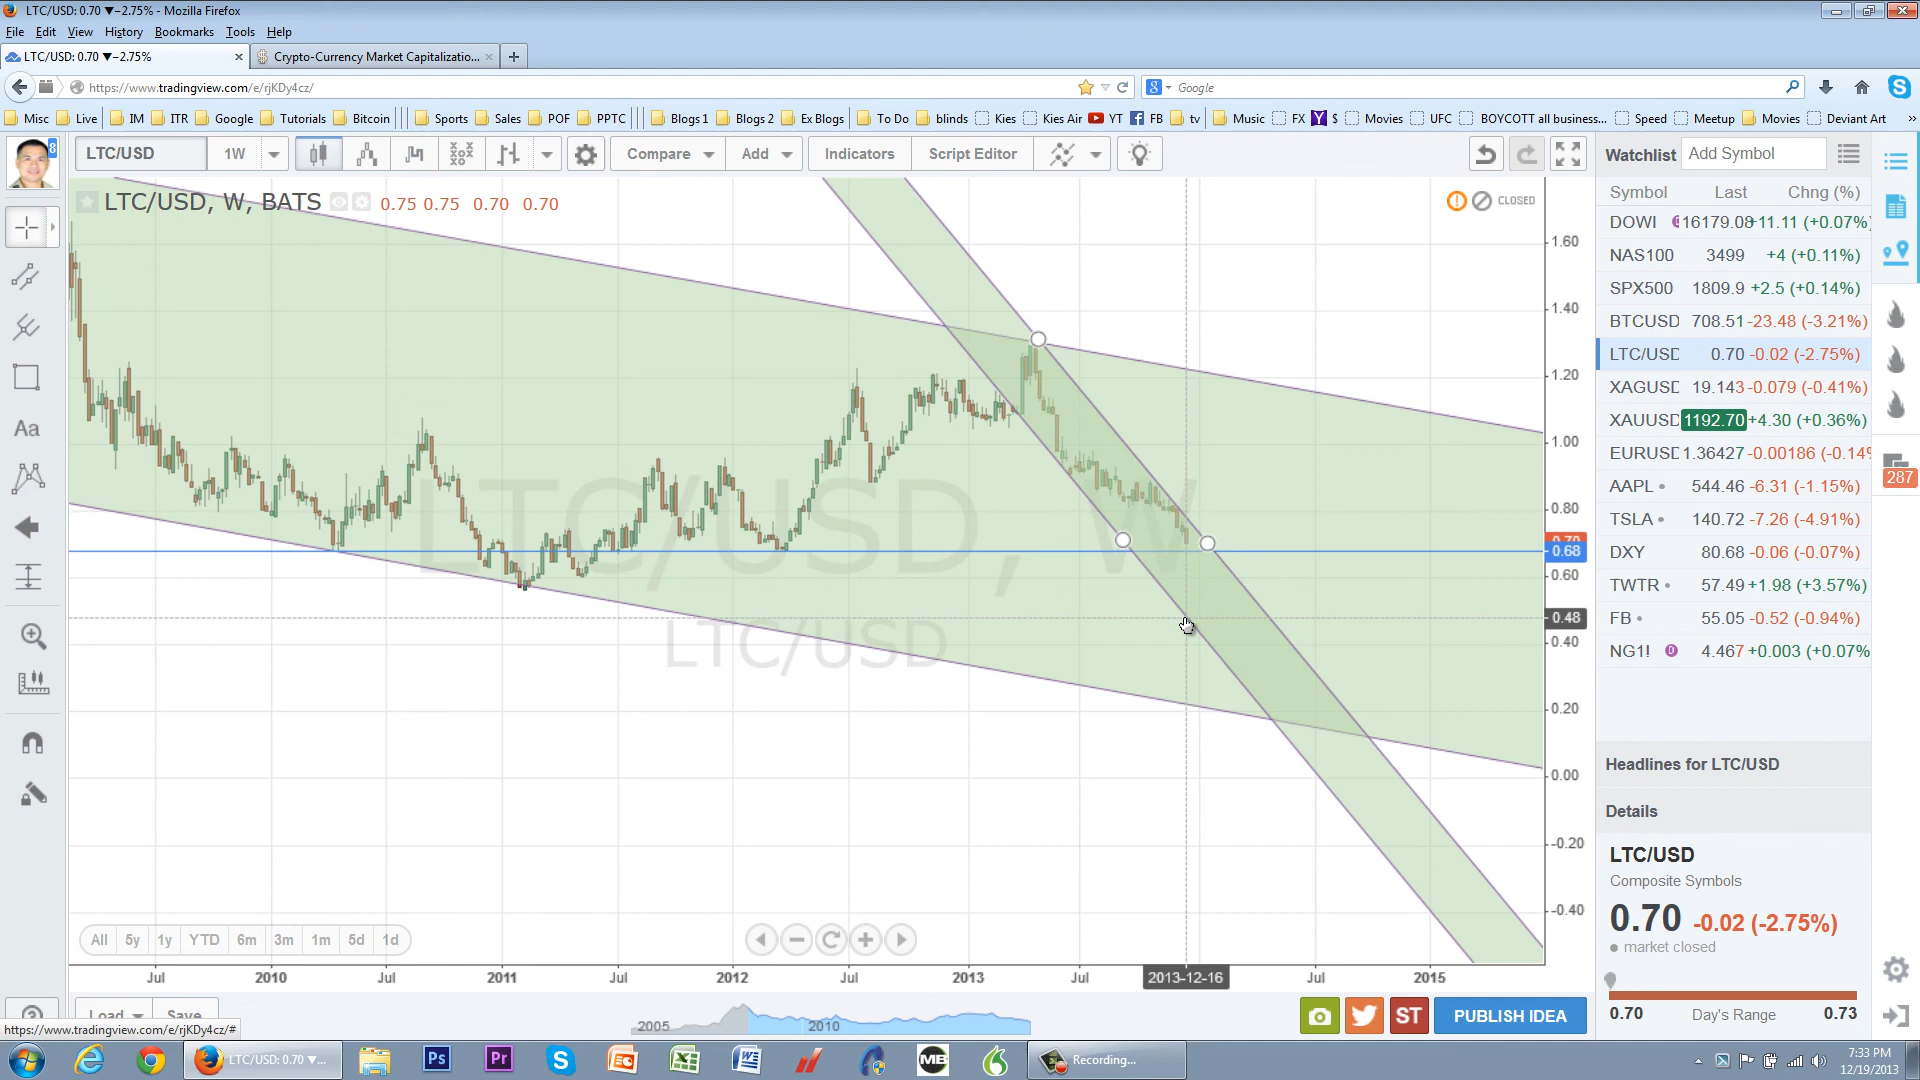 LTC/USD: 0.70 ▼−2.75% - Mozilla Firefox
File Edit View History Bookmarks Tools Help
LTC/USD: 0.70 ▼−2.75% Crypto-Currency Market Capitalizatio...
https://www.tradingview.com/e/rjKDy4cz/ Google
Misc Live IM ITR Google Tutorials Bitcoin Sports Sales POF PPTC Blogs 1 Blogs 2 Ex Blogs To Do blinds Kies Kies Air YT FB tv Music FX $ Movies UFC BOYCOTT all business... Speed Meetup Movies Deviant Art »
8
LTC/USD 1W Compare Add Indicators Script Editor
LTC/USD, W, BATS 0.75 0.75 0.70 0.70
CLOSED
Aa
LTC/USD, W
LTC/USD
1.60
1.40
1.20
1.00
0.80
0.70
0.68
0.60
0.48
0.40
0.20
0.00
-0.20
-0.40
All 5y 1y YTD 6m 3m 1m 5d 1d
Jul 2010 Jul 2011 Jul 2012 Jul 2013 Jul 2013-12-16 Jul 2015
Load Save
2005 2010
ST PUBLISH IDEA
https://www.tradingview.com/e/rjKDy4cz/#
Watchlist Add Symbol
Symbol Last Chng (%)
DOWI 16179.08 +11.11 (+0.07%)
NAS100 3499 +4 (+0.11%)
SPX500 1809.9 +2.5 (+0.14%)
BTCUSD 708.51 -23.48 (-3.21%)
LTC/USD 0.70 -0.02 (-2.75%)
XAGUSD 19.143 -0.079 (-0.41%)
XAUUSD 1192.70 +4.30 (+0.36%)
EURUSD 1.36427 -0.00186 (-0.14%
AAPL 544.46 -6.31 (-1.15%)
TSLA 140.72 -7.26 (-4.91%)
DXY 80.68 -0.06 (-0.07%)
TWTR 57.49 +1.98 (+3.57%)
FB 55.05 -0.52 (-0.94%)
NG1! D 4.467 +0.003 (+0.07%
287
Headlines for LTC/USD
Details
LTC/USD
Composite Symbols
0.70 -0.02 (-2.75%)
market closed
0.70 Day's Range 0.73
LTC/USD: 0.70 ▼... Ps Pr MB Recording...
7:33 PM
12/19/2013